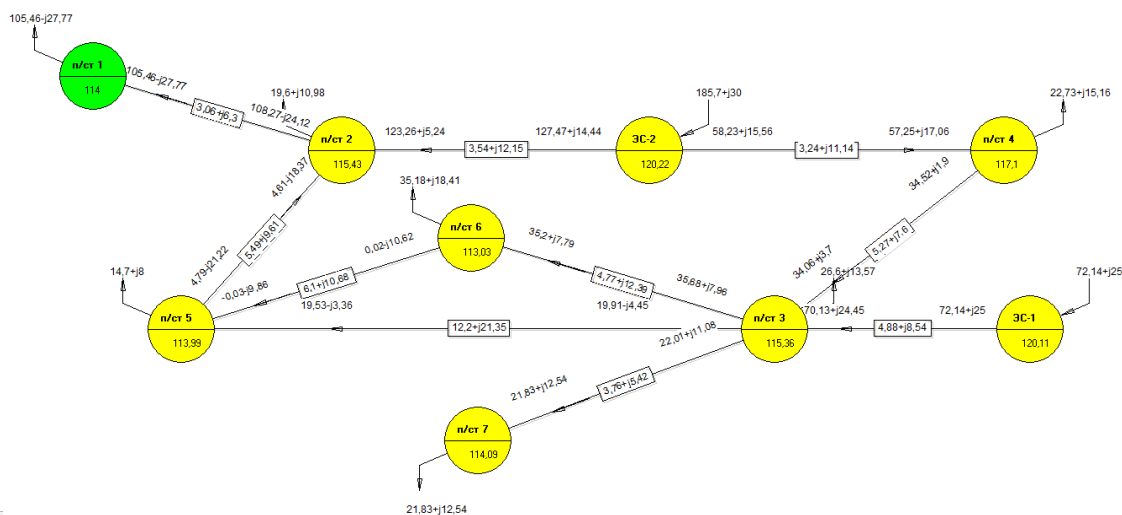 105,46-j27,77
п/ст 1
114
105,46-j27,77
3,06+j6,3
108,27-j24,12
19,6+j10,98
п/ст 2
115,43
123,26+j5,24
3,54+j12,15
127,47+j14,44
185,7+j30
ЭС-2
120,22
58,23+j15,56
3,24+j11,14
57,25+j17,06
22,73+j15,16
п/ст 4
117,1
34,52+j1,9
5,27+j7,6
34,06+j3,7
4,61-j18,37
5,49+j9,61
4,79-j21,22
35,18+j18,41
п/ст 6
113,03
0,02-j10,62
6,1+j10,68
-0,03-j9,86
35,2+j7,79
4,77+j12,39
35,68+j7,96
14,7+j8
п/ст 5
113,99
19,53-j3,36
12,2+j21,35
19,91-j4,45
26,6+j13,57
п/ст 3
115,36
70,13+j24,45
4,88+j8,54
72,14+j25
ЭС-1
120,11
72,14+j25
22,01+j11,08
3,76+j5,42
21,83+j12,54
п/ст 7
114,09
21,83+j12,54